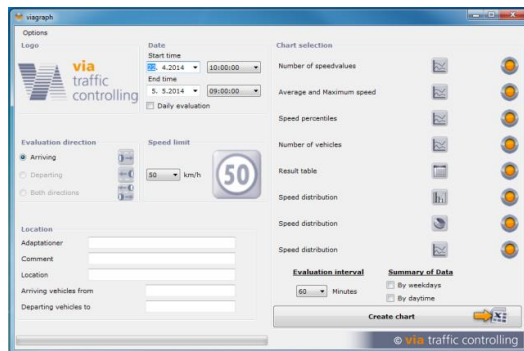 viagraph
Options
Logo
via
traffic
controlling
Date
Start time
22. 4.2014 10:00:00
End time
5. 5.2014 09:00:00
Daily evaluation
Evaluation direction
Arriving
Departing
Both directions
Speed limit
50 km/h
50
Location
Adaptationer
Comment
Location
Arriving vehicles from
Departing vehicles to
Chart selection
Number of speedvalues
Average and Maximum speed
Speed percentiles
Number of vehicles
Result table
Speed distribution
Speed distribution
Speed distribution
Evaluation interval
60 Minutes
Summary of Data
By weekdays
By daytime
Create chart
© via traffic controlling